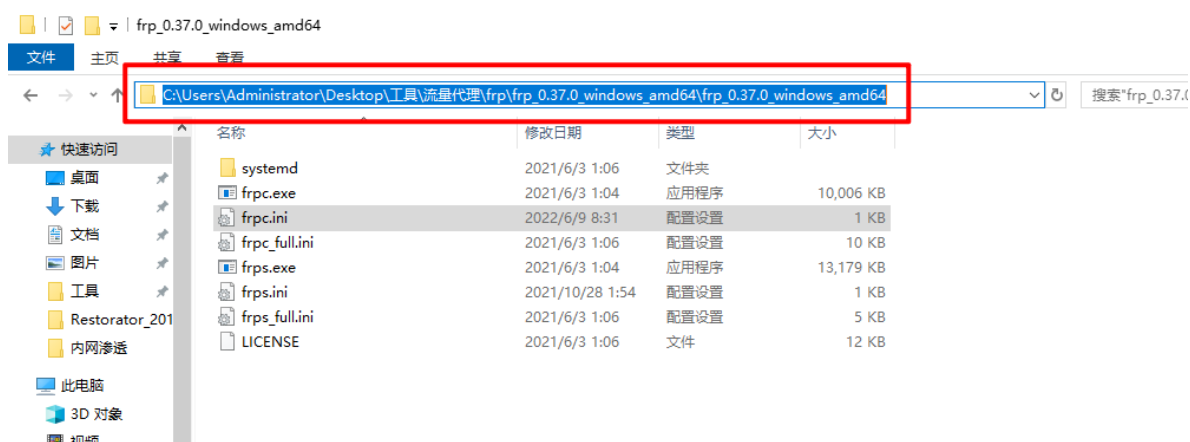 frp_0.37.0_windows_amd64
文件 主页 共享 查看
C:\Users\Administrator\Desktop\工具\流量代理\frp\frp_0.37.0_windows_amd64\frp_0.37.0_windows_amd64 搜索"frp_0.37.0
名称 修改日期 类型 大小
快速访问
systemd 2021/6/3 1:06 文件夹
桌面
frpc.exe 2021/6/3 1:04 应用程序 10,006 KB
下载
frpc.ini 2022/6/9 8:31 配置设置 1 KB
文档
frpc_full.ini 2021/6/3 1:06 配置设置 10 KB
图片
frps.exe 2021/6/3 1:04 应用程序 13,179 KB
工具
frps.ini 2021/10/28 1:54 配置设置 1 KB
Restorator_201
frps_full.ini 2021/6/3 1:06 配置设置 5 KB
内网渗透
LICENSE 2021/6/3 1:06 文件 12 KB
此电脑
3D 对象
视频